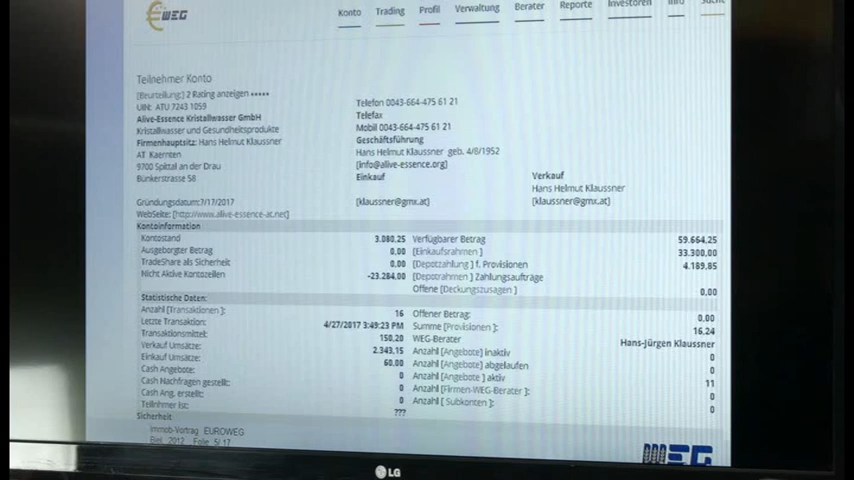 €WEG
Konto Trading Profil Verwaltung Berater Reporte Investoren Info Suche
Teilnehmer Konto
[Beurteilung:] 2 Rating anzeigen •••••
UIN: ATU 7243 1059
Telefon 0043-664-475 61 21
Alive-Essence Kristallwasser GmbH
Telefax
Kristallwasser und Gesundheitsprodukte
Mobil 0043-664-475 61 21
Firmenhauptsitz: Hans Helmut Klaussner
Geschäftsführung
AT Kaernten
Hans Helmut Klaussner geb. 4/8/1952
9700 Spittal an der Drau
[info@alive-essence.org]
Bünkerstrasse 58
Einkauf Verkauf
Hans Helmut Klaussner
Gründungsdatum:7/17/2017 [klaussner@gmx.at] [klaussner@gmx.at]
WebSeite: [http://www.alive-essence-at.net]
Kontoinformation
Kontostand 3.080,25 Verfügbarer Betrag 59.664,25
Ausgeborgter Betrag 0,00 [Einkaufsrahmen ] 33.300,00
TradeShare als Sicherheit 0,00 [Depotzahlung ] f. Provisionen 4.189,85
Nicht Aktive Kontozellen -23.284,00 [Depotrahmen ] Zahlungsaufträge
Offene [Deckungszusagen ] 0,00
Statistische Daten:
Anzahl [Transaktionen ]: 16 Offener Betrag: 0,00
Letzte Transaktion: 4/27/2017 3:49:23 PM Summe [Provisionen ]: 16,24
Transaktionsmittel: 150,20 WEG-Berater Hans-Jürgen Klaussner
Verkauf Umsätze: 2.343,15 Anzahl [Angebote] inaktiv 0
Einkauf Umsätze: 60,00 Anzahl [Angebote] abgelaufen 0
Cash Angebote: 0 Anzahl [Angebote ] aktiv 11
Cash Nachfragen gestellt: 0 Anzahl [Firmen-WEG-Berater ]: 0
Cash Ang. erstellt: 0 Anzahl [ Subkonten ]: 0
Teilnehmer ist: ???
Sicherheit
Immob-Vortrag EUROWEG
Biel 2012 Folie 5/ 17
WEG
LG